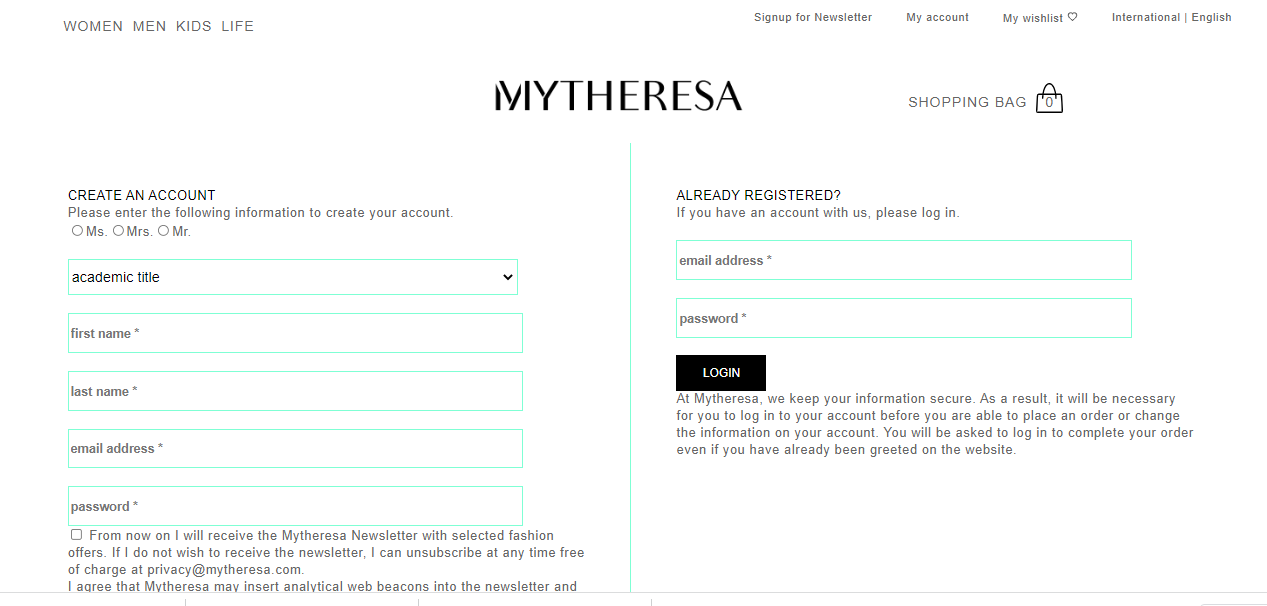 WOMEN MEN KIDS LIFE
Signup for Newsletter My account My wishlist International | English
MYTHERESA
SHOPPING BAG 0
CREATE AN ACCOUNT
Please enter the following information to create your account.
Ms. Mrs. Mr.
academic title
first name *
last name *
email address *
password *
From now on I will receive the Mytheresa Newsletter with selected fashion
offers. If I do not wish to receive the newsletter, I can unsubscribe at any time free
of charge at privacy@mytheresa.com.
I agree that Mytheresa may insert analytical web beacons into the newsletter and
ALREADY REGISTERED?
If you have an account with us, please log in.
email address *
password *
LOGIN
At Mytheresa, we keep your information secure. As a result, it will be necessary
for you to log in to your account before you are able to place an order or change
the information on your account. You will be asked to log in to complete your order
even if you have already been greeted on the website.